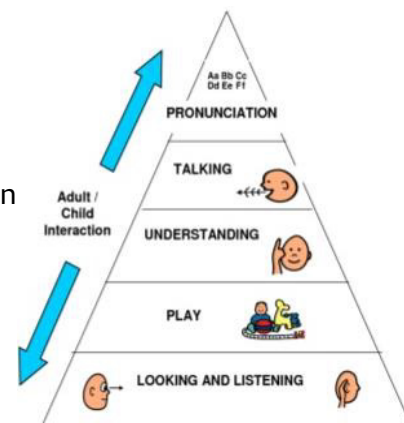 Aa Bb Cc
Dd Ee Ff
PRONUNCIATION
TALKING
n
Adult /
Child
Interaction
UNDERSTANDING
PLAY
LOOKING AND LISTENING